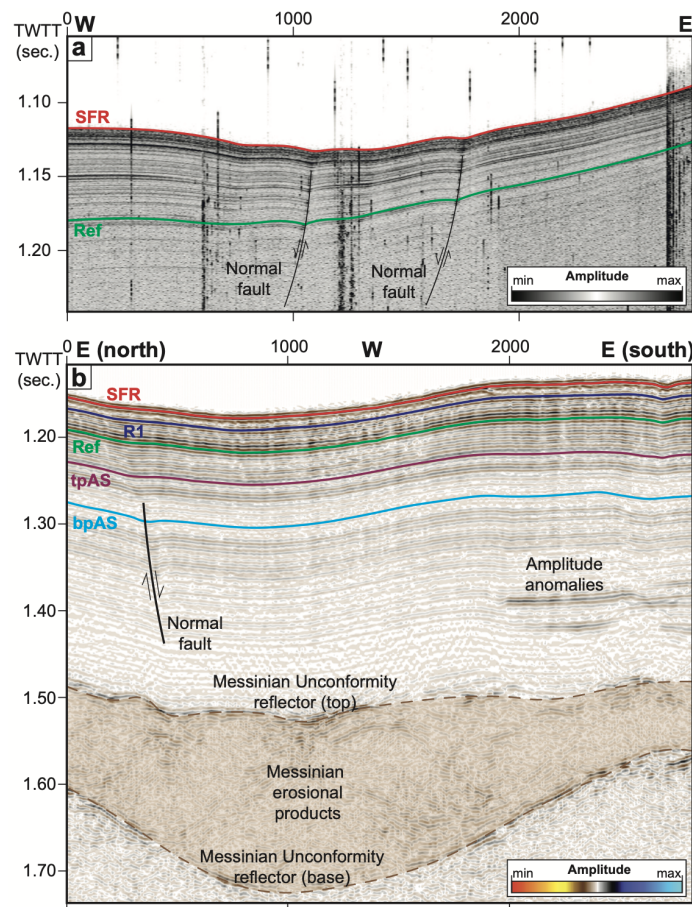 TWTT
(sec.)
0 W 1000 2000 E
a
SFR
1.10
1.15
Ref
1.20
Normal
fault
Normal
fault
min Amplitude max
TWTT
(sec.)
0 E (north) 1000 W 2000 E (south)
b
SFR
R1
1.20
Ref
tpAS
bpAS
1.30
Amplitude
anomalies
1.40
Normal
fault
Messinian Unconformity
reflector (top)
1.50
Messinian
erosional
products
1.60
Messinian Unconformity
reflector (base)
1.70
min Amplitude max